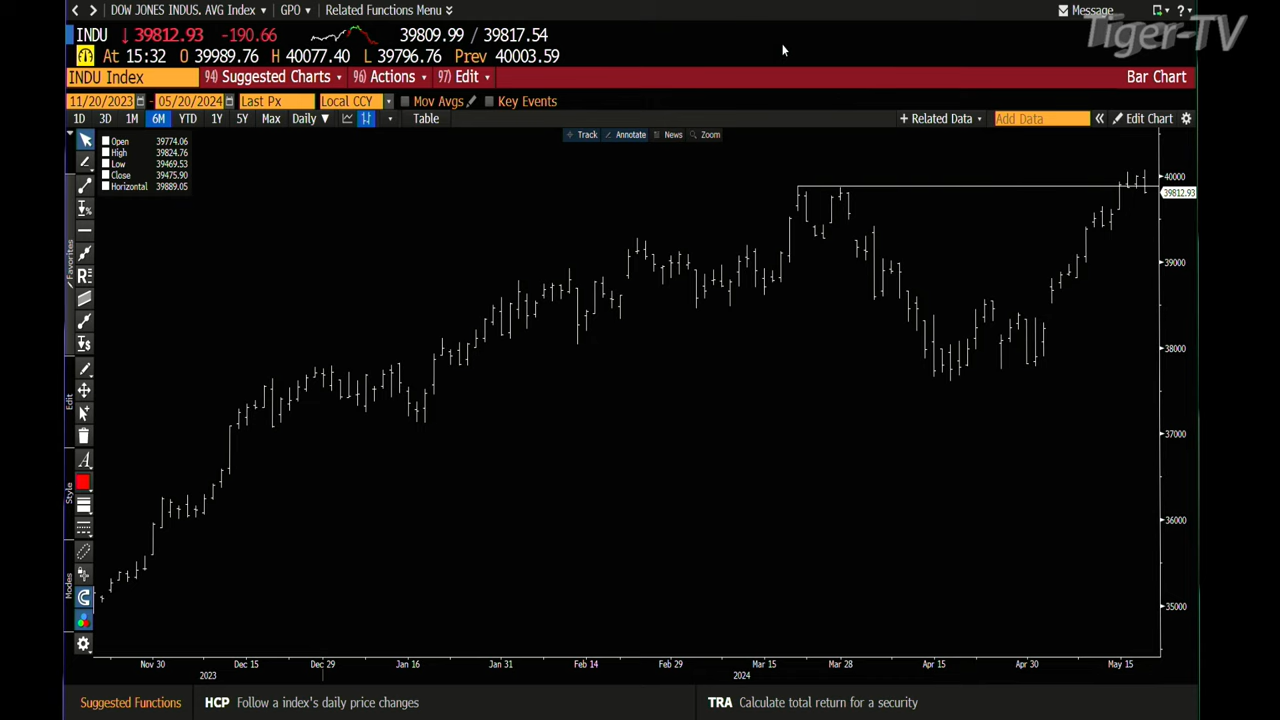 DOW JONES INDUS. AVG Index GPO Related Functions Menu Message ?
Tiger-TV
INDU 39812.93 -190.66 39809.99 / 39817.54
At 15:32 O 39989.76 H 40077.40 L 39796.76 Prev 40003.59
INDU Index 94) Suggested Charts 96) Actions 97) Edit Bar Chart
11/20/2023 - 05/20/2024 Last Px Local CCY Mov Avgs Key Events
1D 3D 1M 6M YTD 1Y 5Y Max Daily Table + Related Data Add Data Edit Chart
Track Annotate News Zoom
Open 39774.06
High 39824.76
Low 39469.53
Close 39475.90
Horizontal 39889.05
40000
39812.93
39000
38000
37000
36000
35000
Favorites
Edit
Style
Modes
Nov 30 Dec 15 Dec 29 Jan 16 Jan 31 Feb 14 Feb 29 Mar 15 Mar 28 Apr 15 Apr 30 May 15
2023 2024
Suggested Functions HCP Follow a index's daily price changes TRA Calculate total return for a security